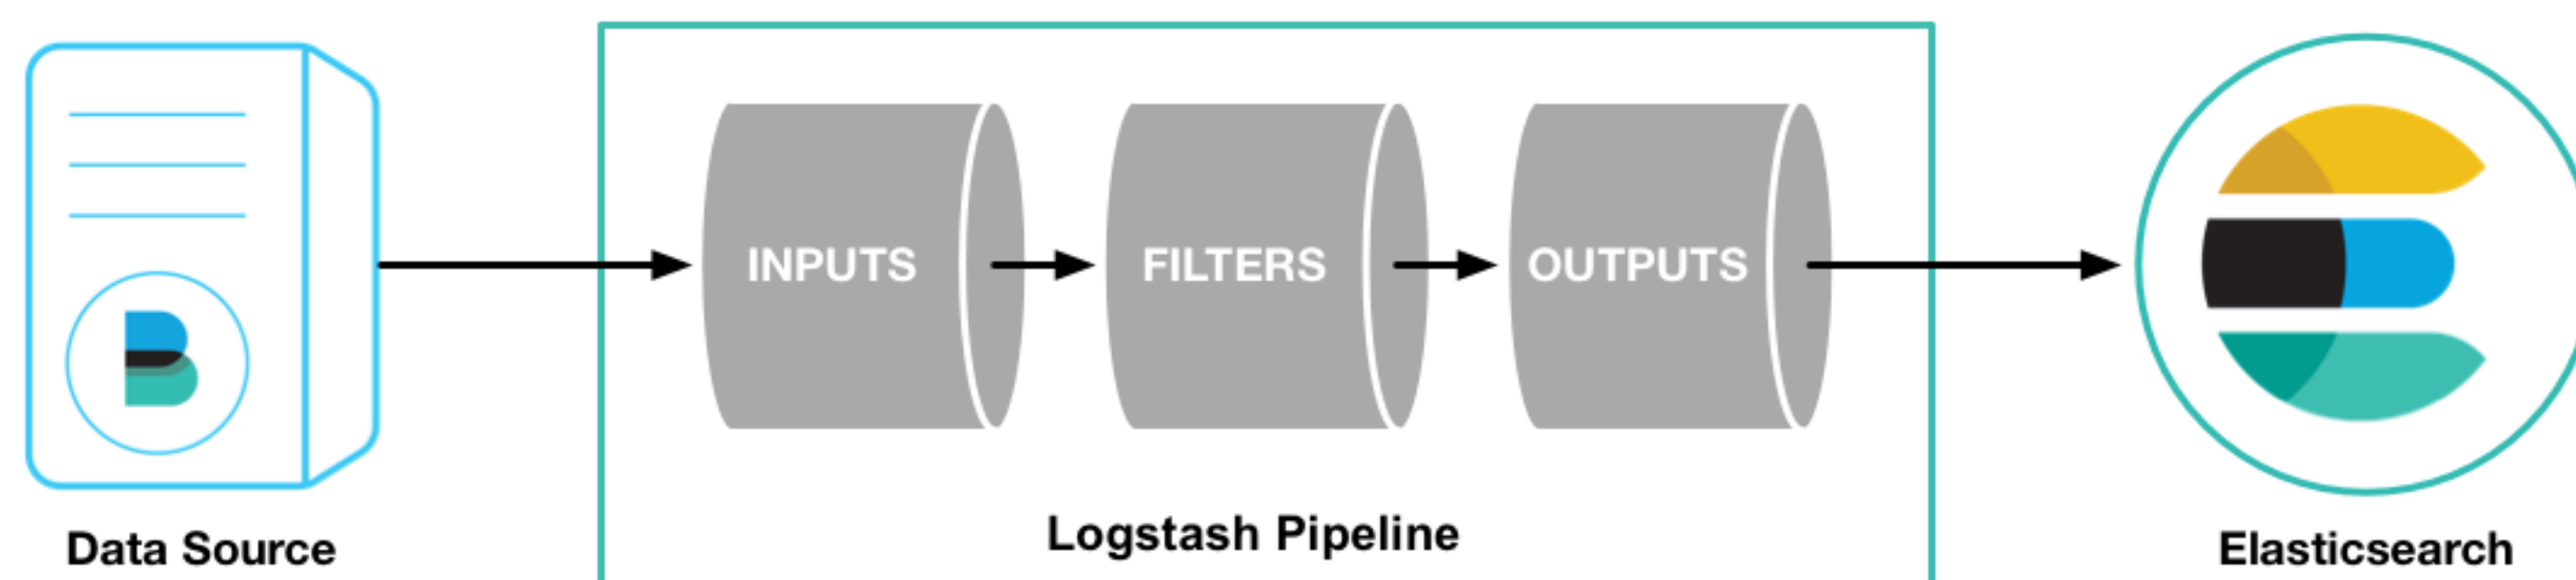 INPUTS
FILTERS
OUTPUTS
Data Source
Logstash Pipeline
Elasticsearch